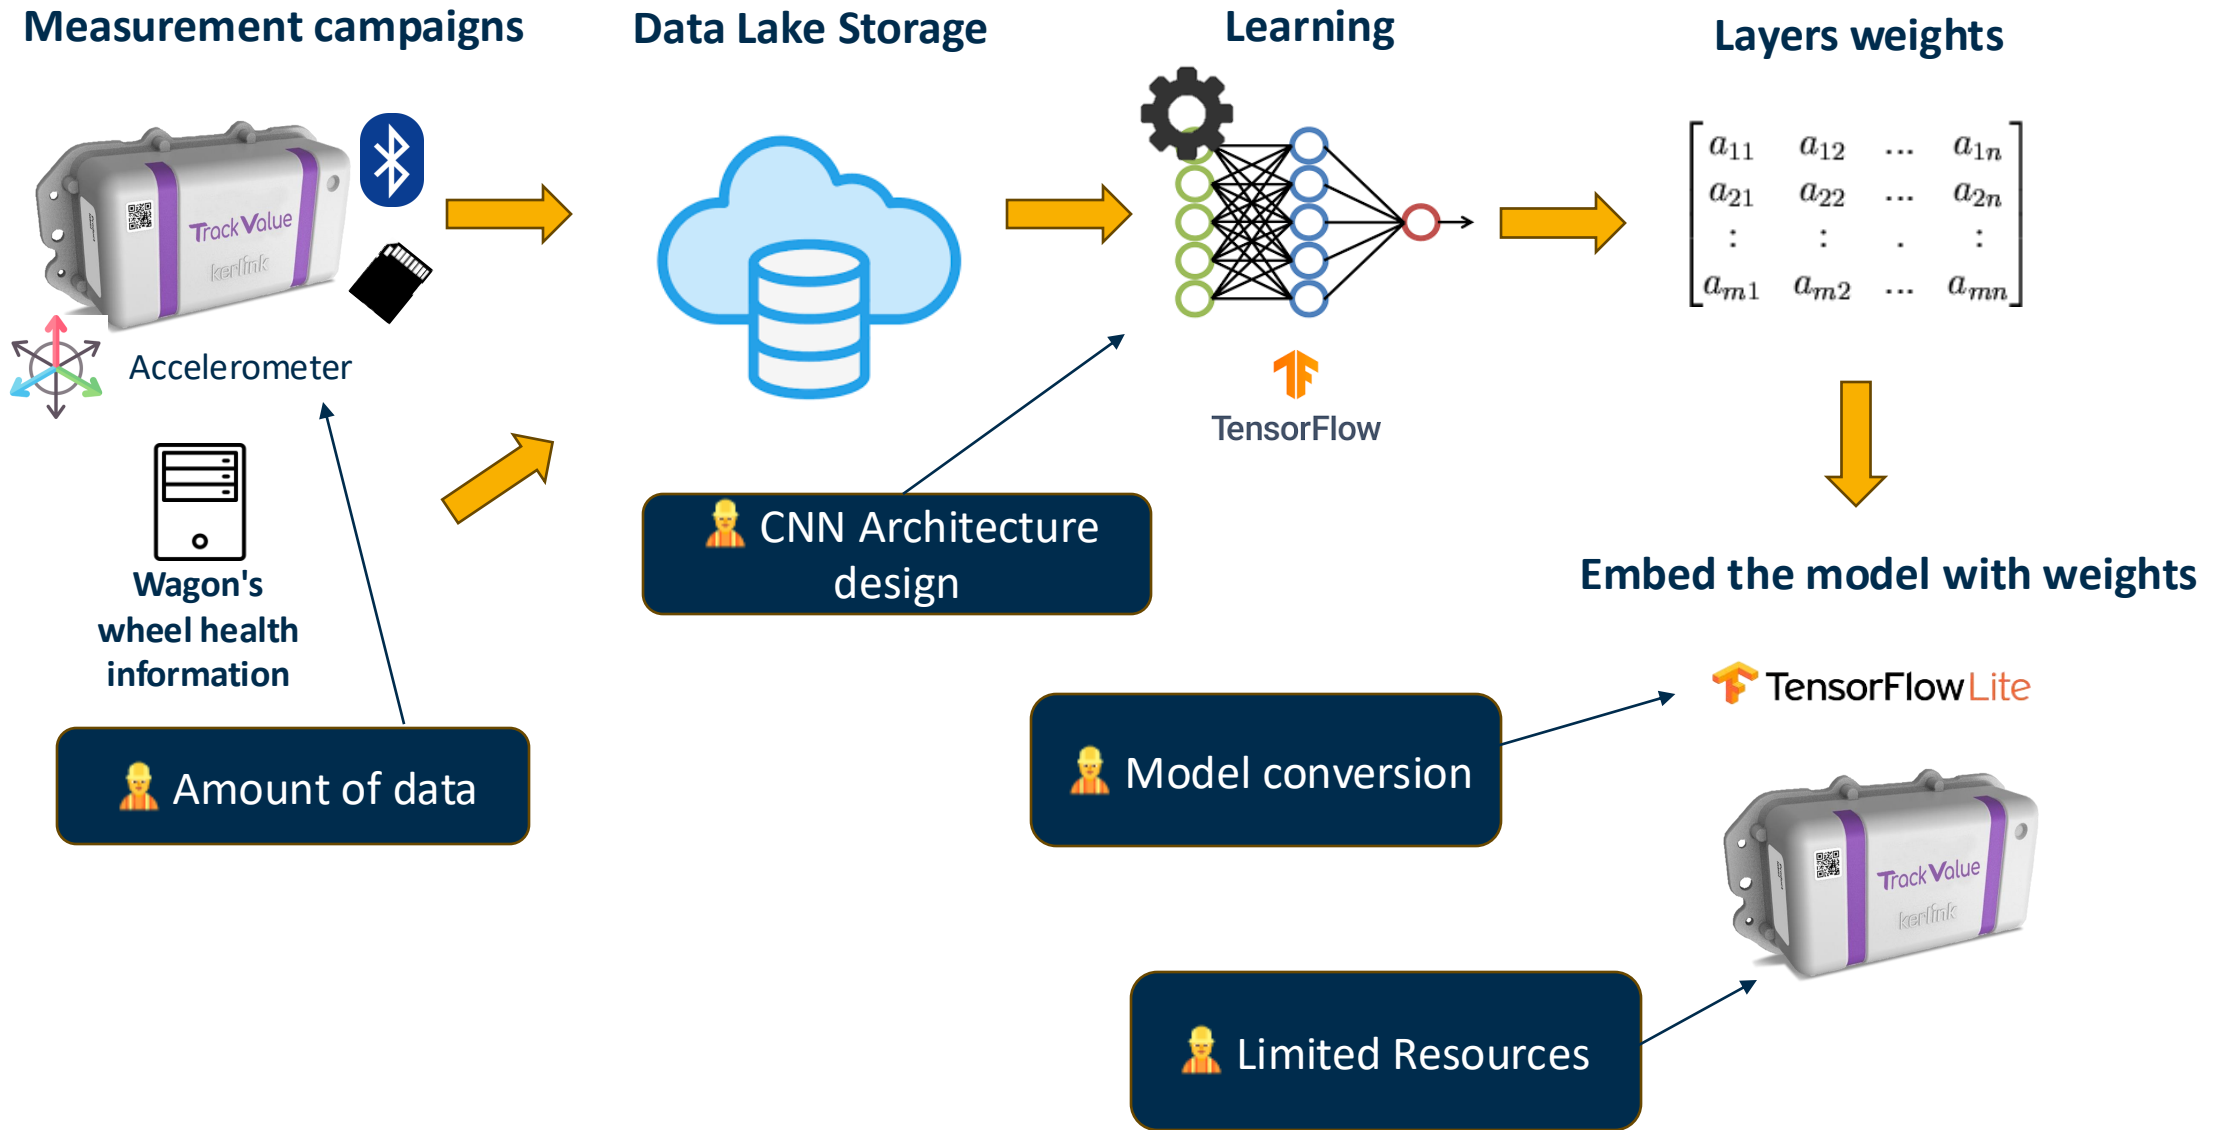 Measurement campaigns
Data Lake Storage
Learning
Layers weights
Track Value
kerlink
Accelerometer
a11 a12 ... a1n
a21 a22 ... a2n
: : . :
am1 am2 ... amn
TensorFlow
CNN Architecture
design
Wagon's
wheel health
information
Embed the model with weights
TensorFlow Lite
Amount of data
Model conversion
Track Value
kerlink
Limited Resources